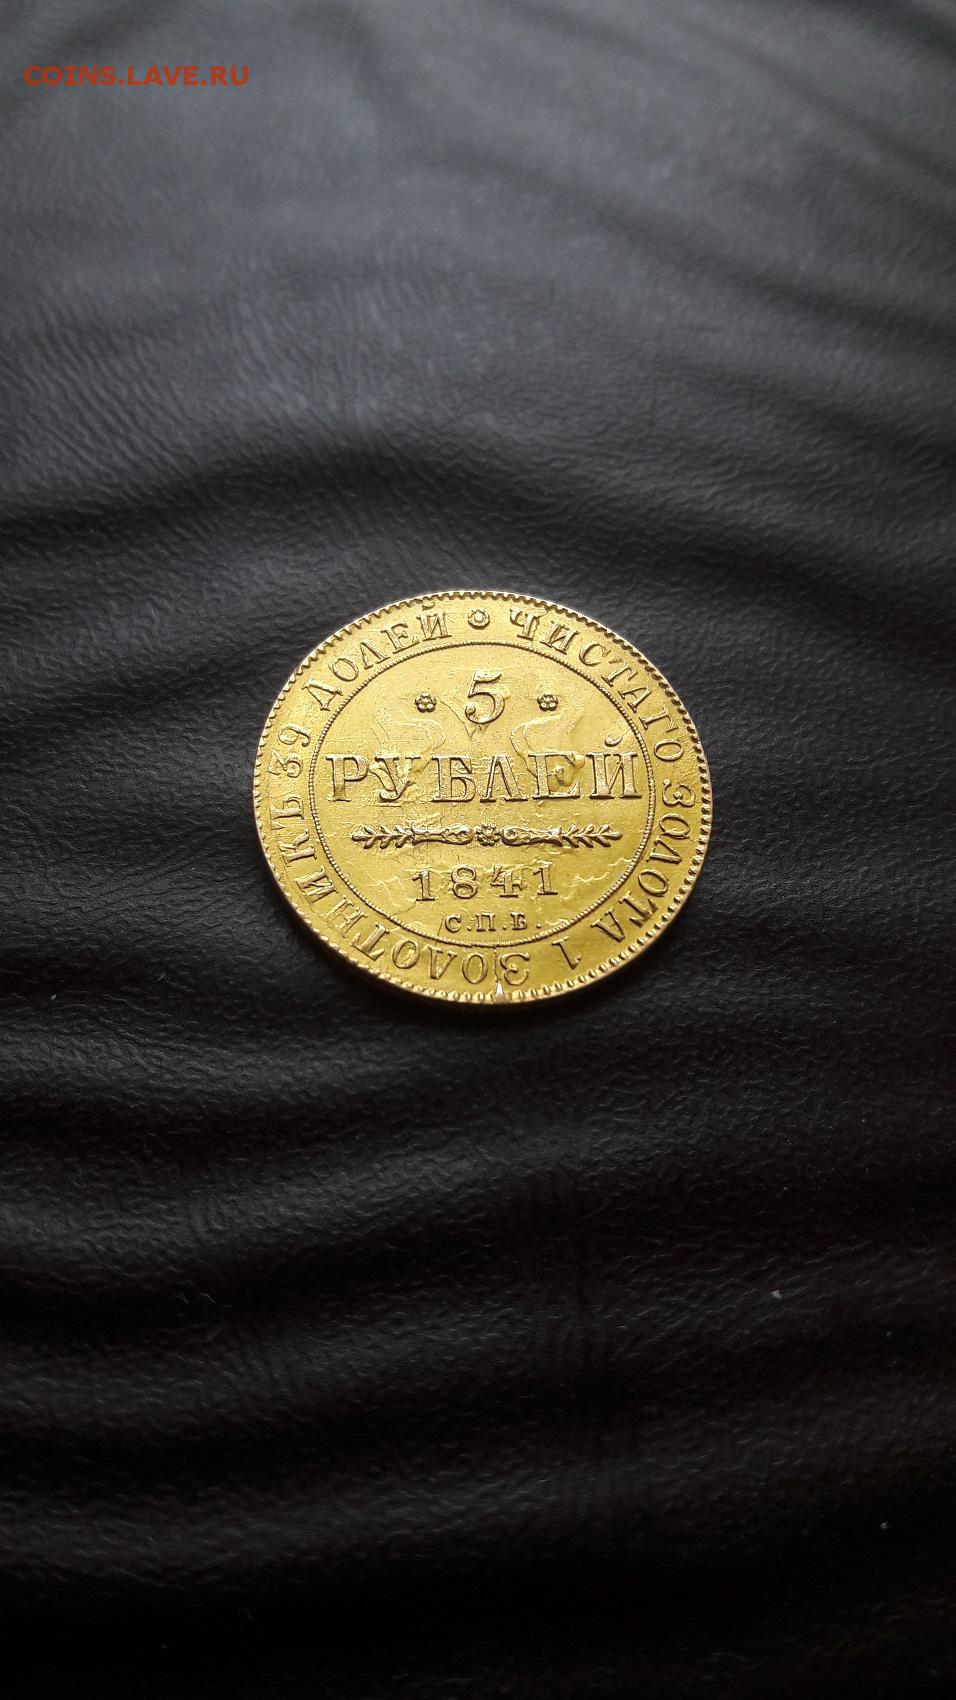 COINS.LAVE.RU
ЧИСТАГО ЗОЛОТА 1 ЗОЛОТНИКЪ 39 ДОЛЕЙ
5
РУБЛЕЙ
1841
С.П.Б.